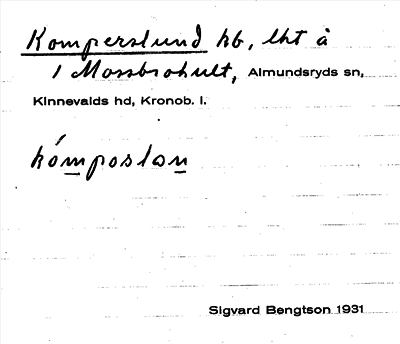 Komperslund hb, lht å
1 Mossbrohult, Almundsryds sn,
Kinnevalds hd, Kronob. l.
kómposlon
Sigvard Bengtson 1931